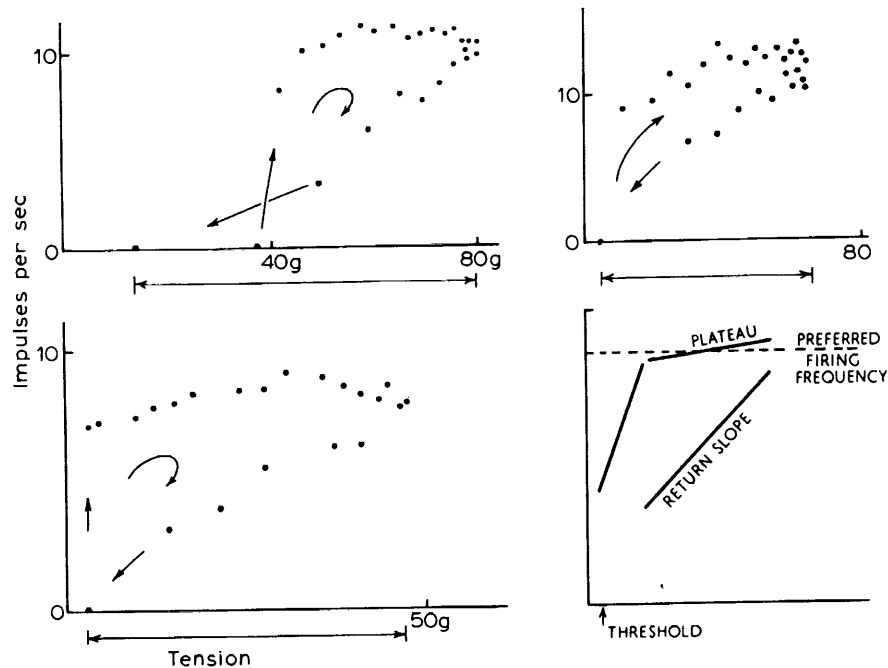 Impulses per sec
10
0
40g
80g
10
0
80
10
0
50g
Tension
PLATEAU
PREFERRED
FIRING
FREQUENCY
RETURN SLOPE
THRESHOLD